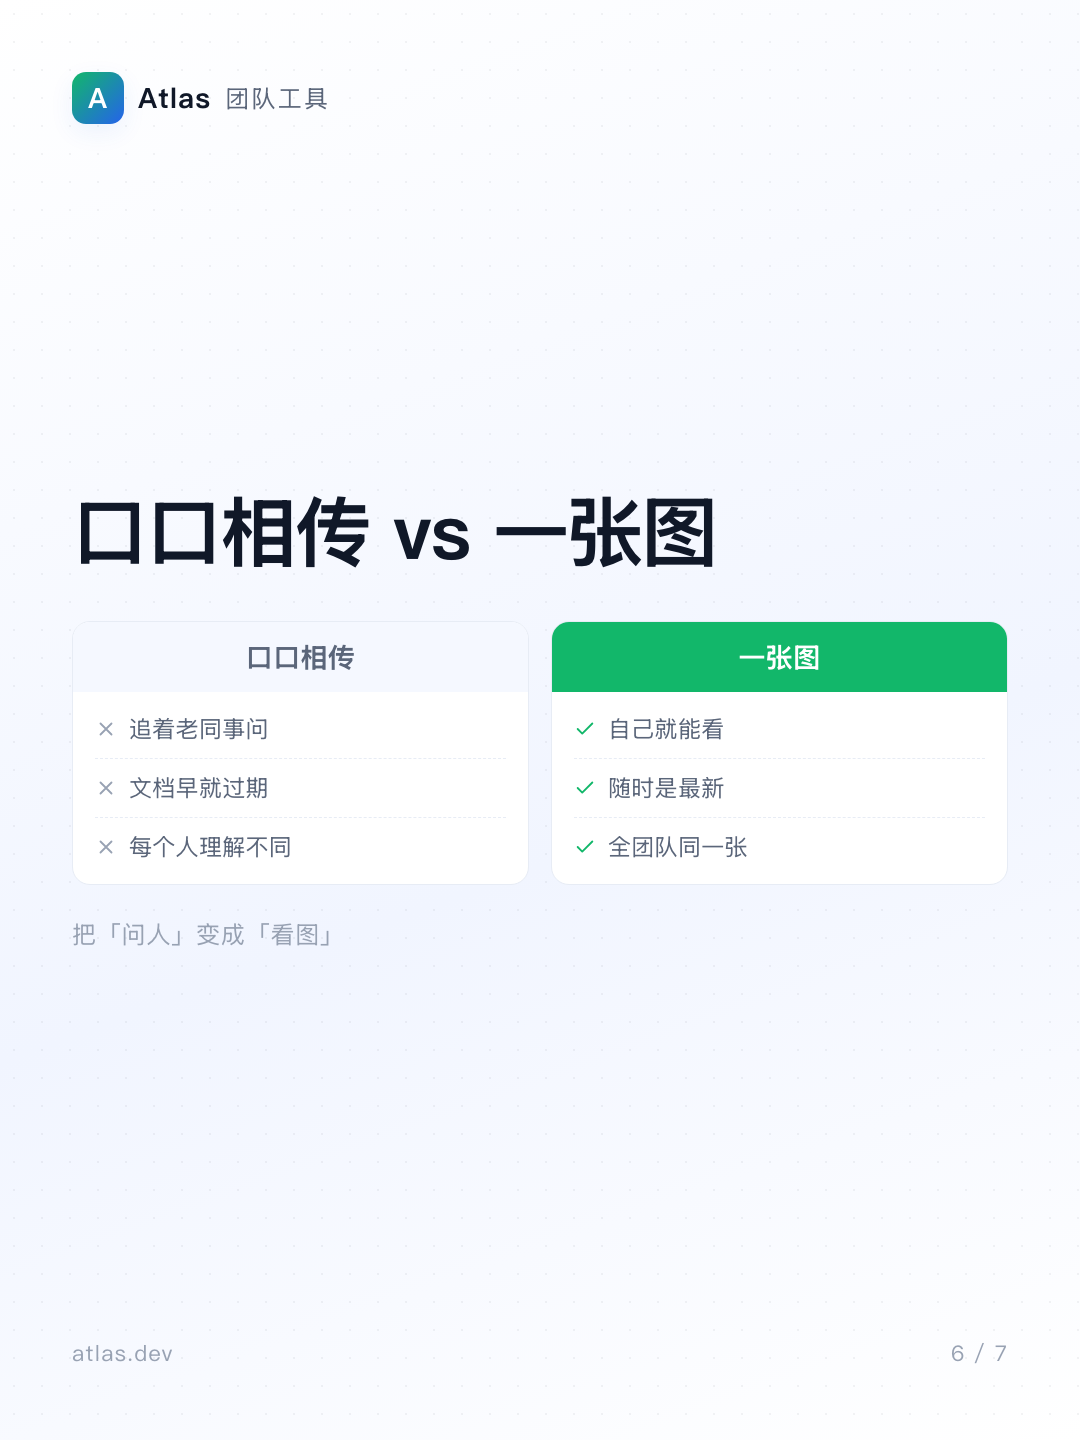 A Atlas 团队工具
口口相传 vs 一张图
口口相传
追着老同事问
文档早就过期
每个人理解不同
一张图
自己就能看
随时是最新
全团队同一张
把「问人」变成「看图」
atlas.dev
6 / 7